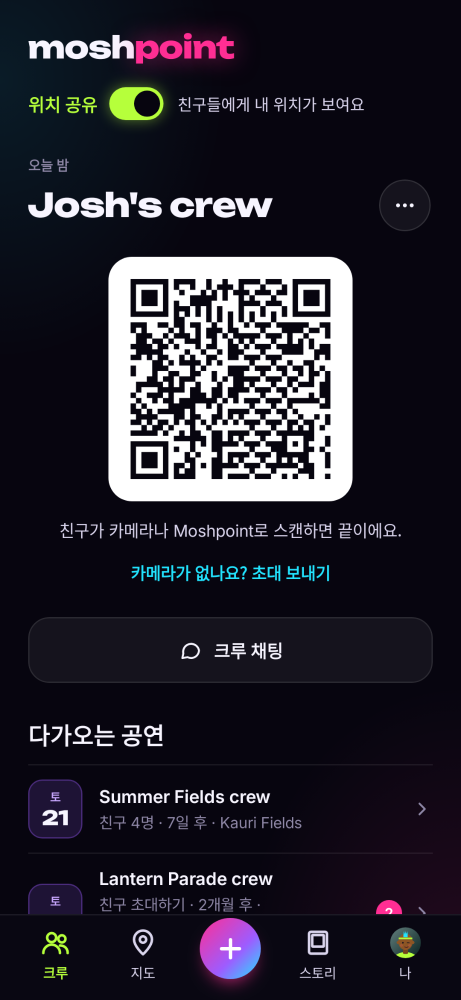 moshpoint
위치 공유
친구들에게 내 위치가 보여요
오늘 밤
Josh's crew
친구가 카메라나 Moshpoint로 스캔하면 끝이에요.
카메라가 없나요? 초대 보내기
크루 채팅
다가오는 공연
토
21
Summer Fields crew
친구 4명 · 7일 후 · Kauri Fields
토
Lantern Parade crew
친구 초대하기 · 2개월 후 ·
크루
지도
스토리
나